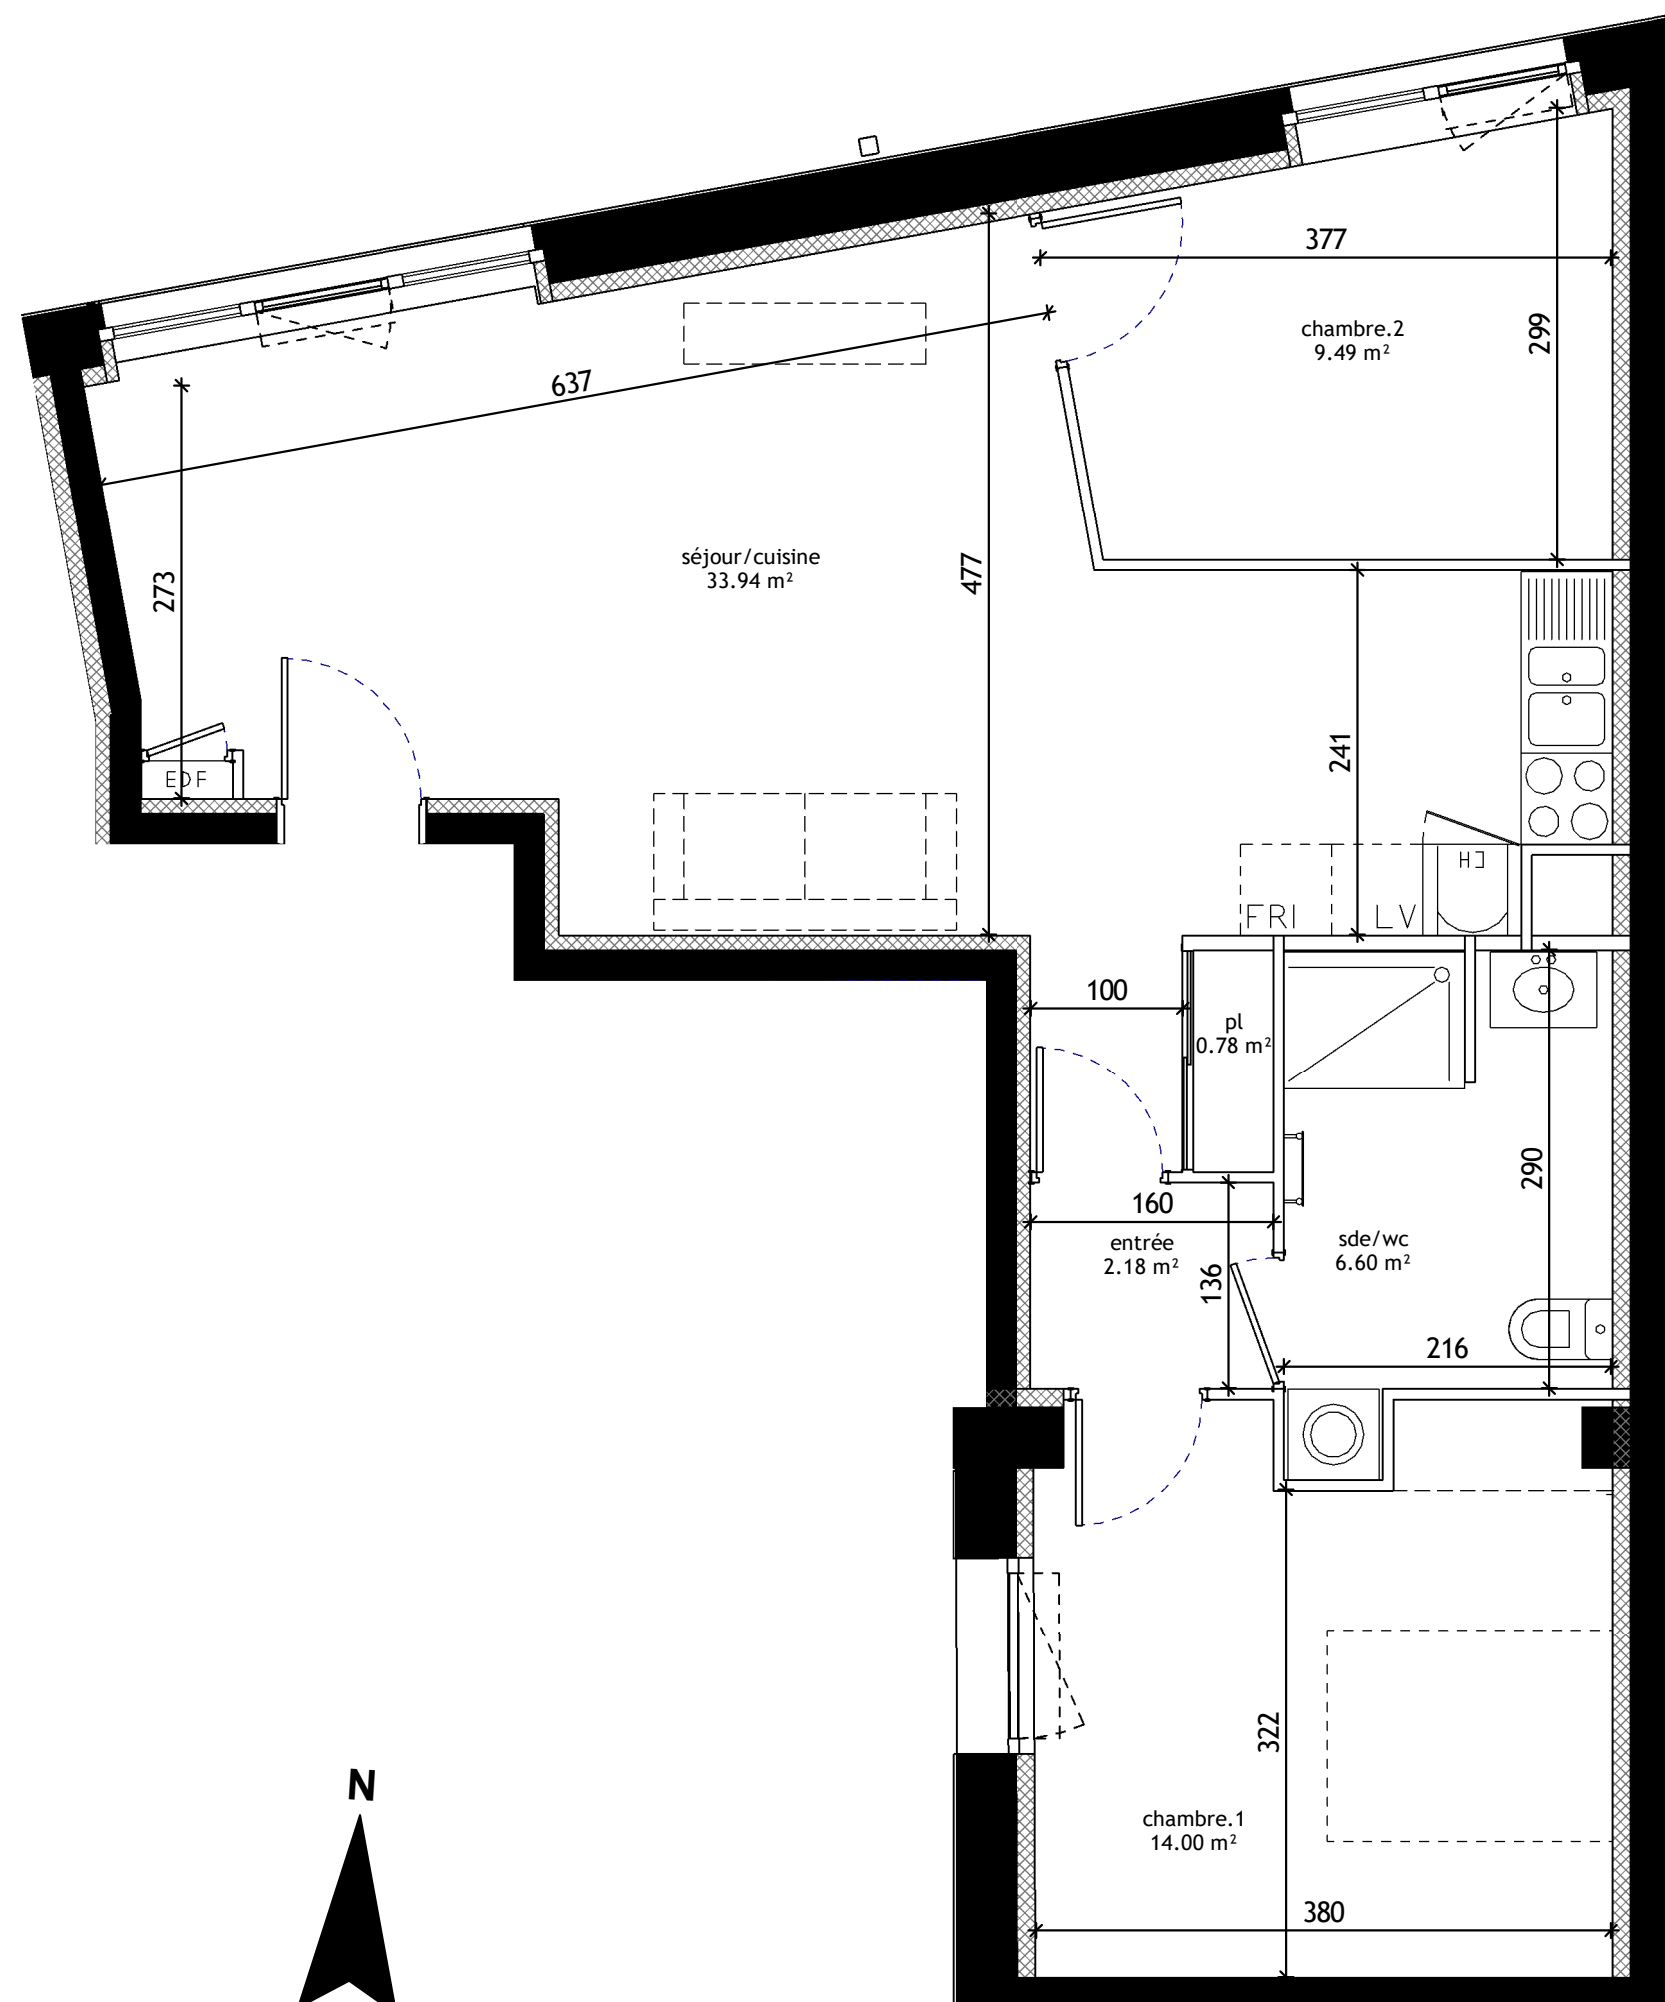 377
chambre.2
9.49 m²
299
637
séjour/cuisine
33.94 m²
477
273
241
EDF
CH
FRI
LV
100
pl
0.78 m²
290
160
entrée
2.18 m²
136
sde/wc
6.60 m²
216
322
N
chambre.1
14.00 m²
380